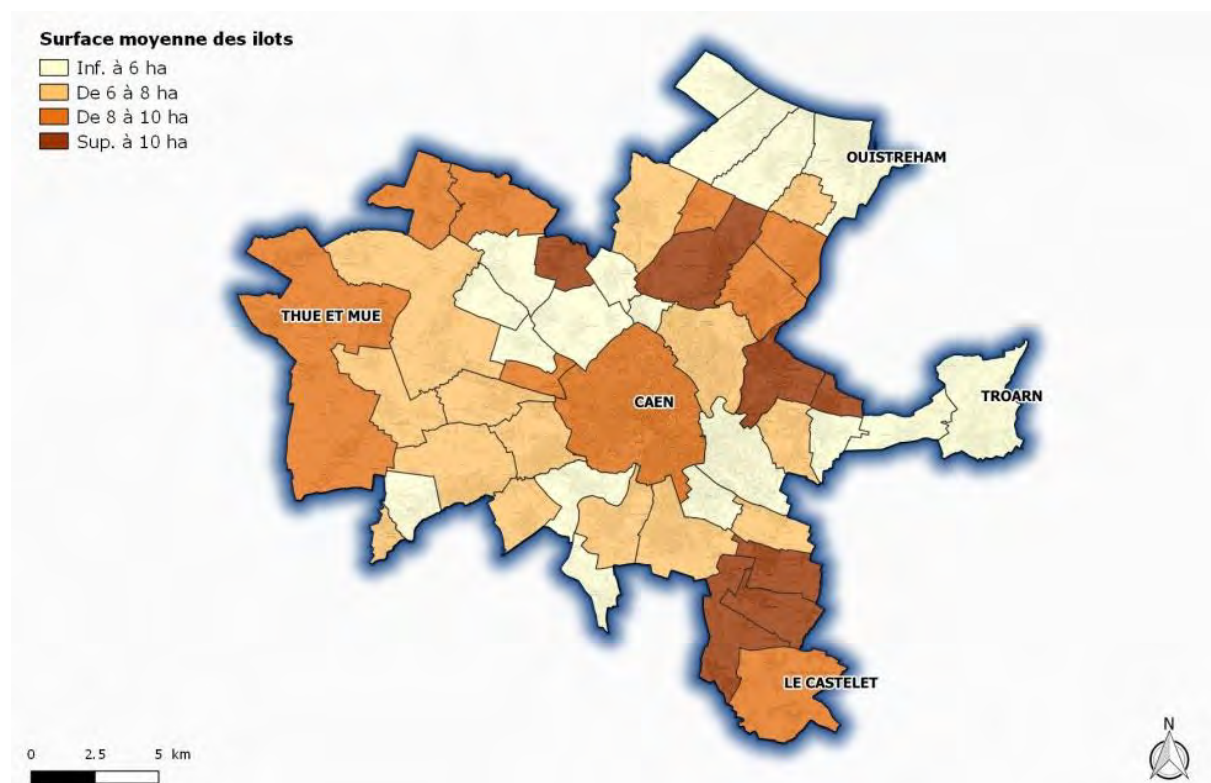 Surface moyenne des ilots
Inf. à 6 ha
De 6 à 8 ha
De 8 à 10 ha
Sup. à 10 ha
OUISTREHAM
THUE ET MUE
CAEN
TROARN
LE CASTELET
0 2.5 5 km
N